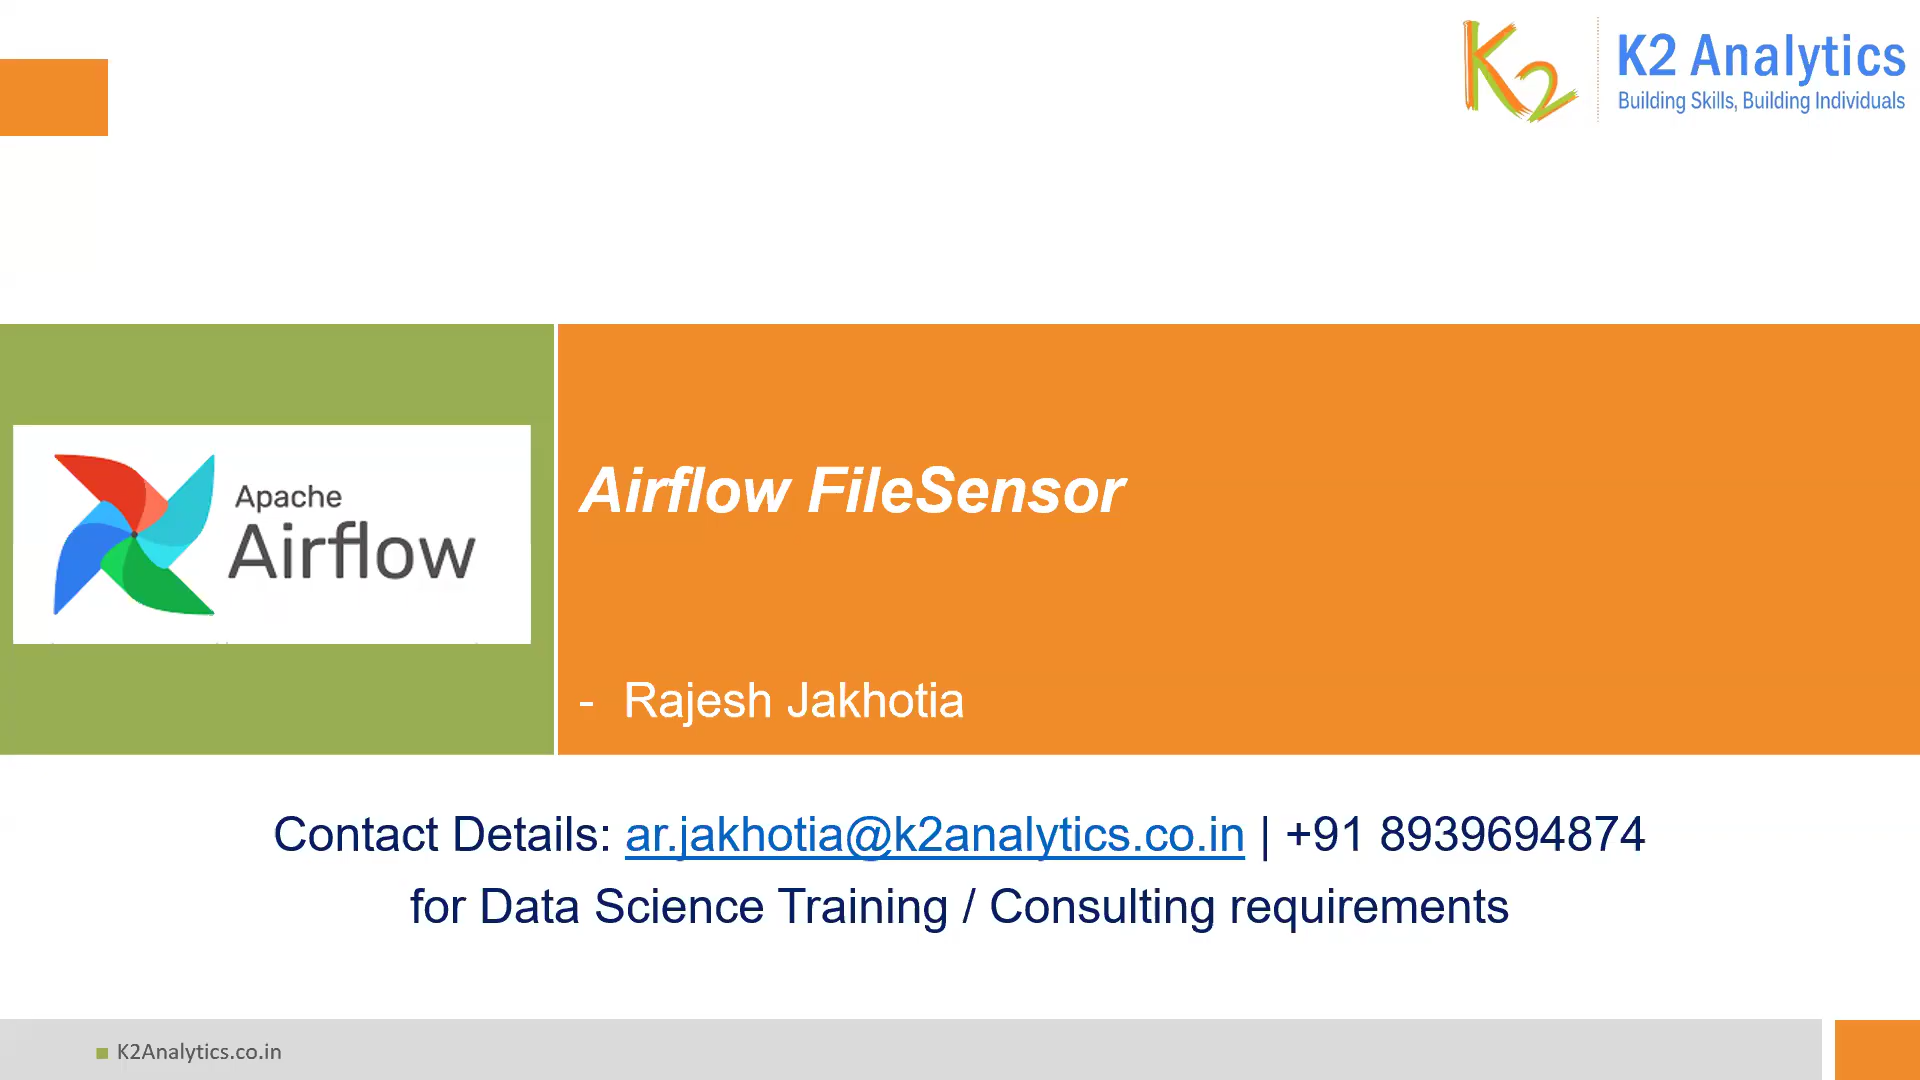 K2
K2 Analytics
Building Skills, Building Individuals
Apache
Airflow
Airflow FileSensor
- Rajesh Jakhotia
Contact Details: ar.jakhotia@k2analytics.co.in | +91 8939694874
for Data Science Training / Consulting requirements
K2Analytics.co.in